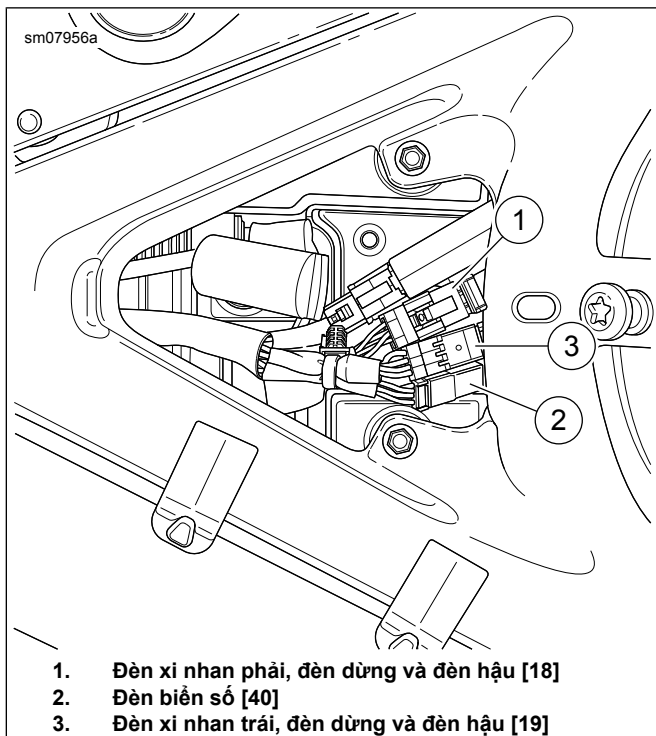 sm07956a
1
3
2
1. Đèn xi nhan phải, đèn dừng và đèn hậu [18]
2. Đèn biển số [40]
3. Đèn xi nhan trái, đèn dừng và đèn hậu [19]